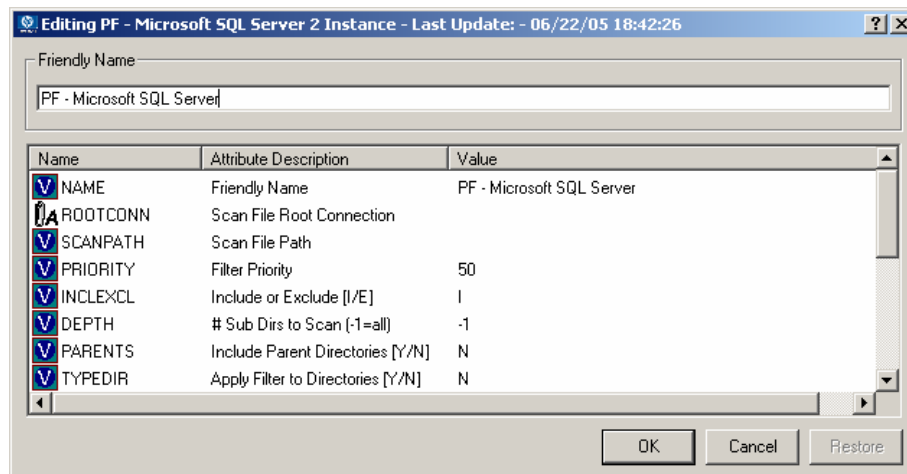 Editing PF - Microsoft SQL Server 2 Instance - Last Update: - 06/22/05 18:42:26
Friendly Name
PF - Microsoft SQL Server
Name Attribute Description Value
V NAME Friendly Name PF - Microsoft SQL Server
A ROOTCONN Scan File Root Connection
V SCANPATH Scan File Path
V PRIORITY Filter Priority 50
V INCLEXCL Include or Exclude [I/E] I
V DEPTH # Sub Dirs to Scan (-1=all) -1
V PARENTS Include Parent Directories [Y/N] N
V TYPEDIR Apply Filter to Directories [Y/N] N
OK Cancel Restore